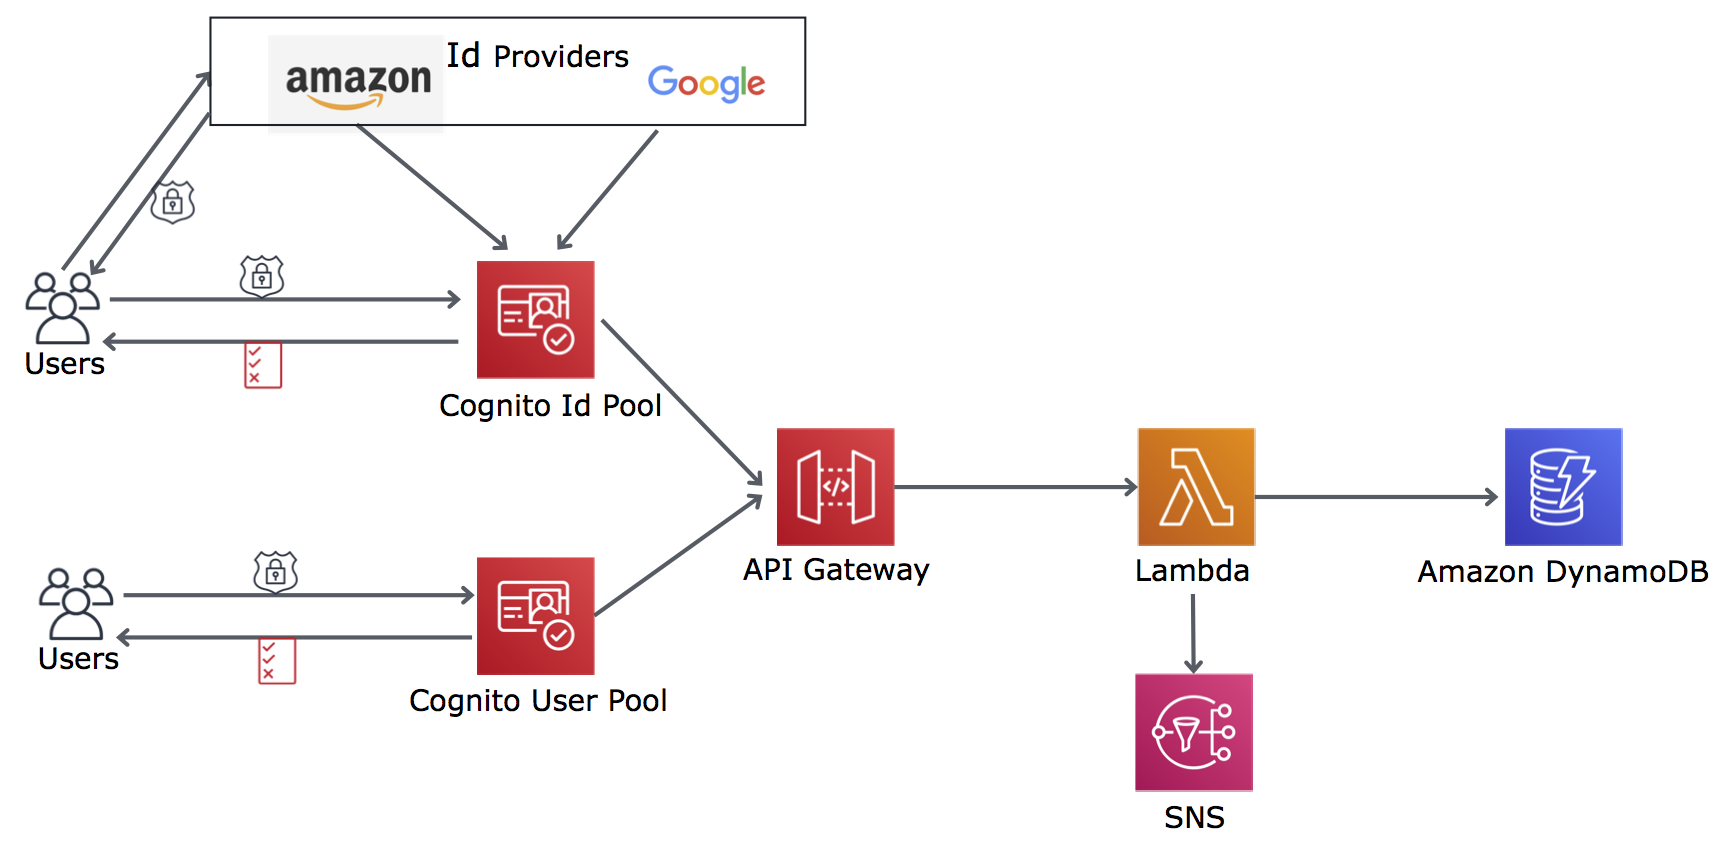 Id Providers
amazon
Google
Users
Cognito Id Pool
</>
API Gateway
Lambda
Amazon DynamoDB
Users
Cognito User Pool
SNS